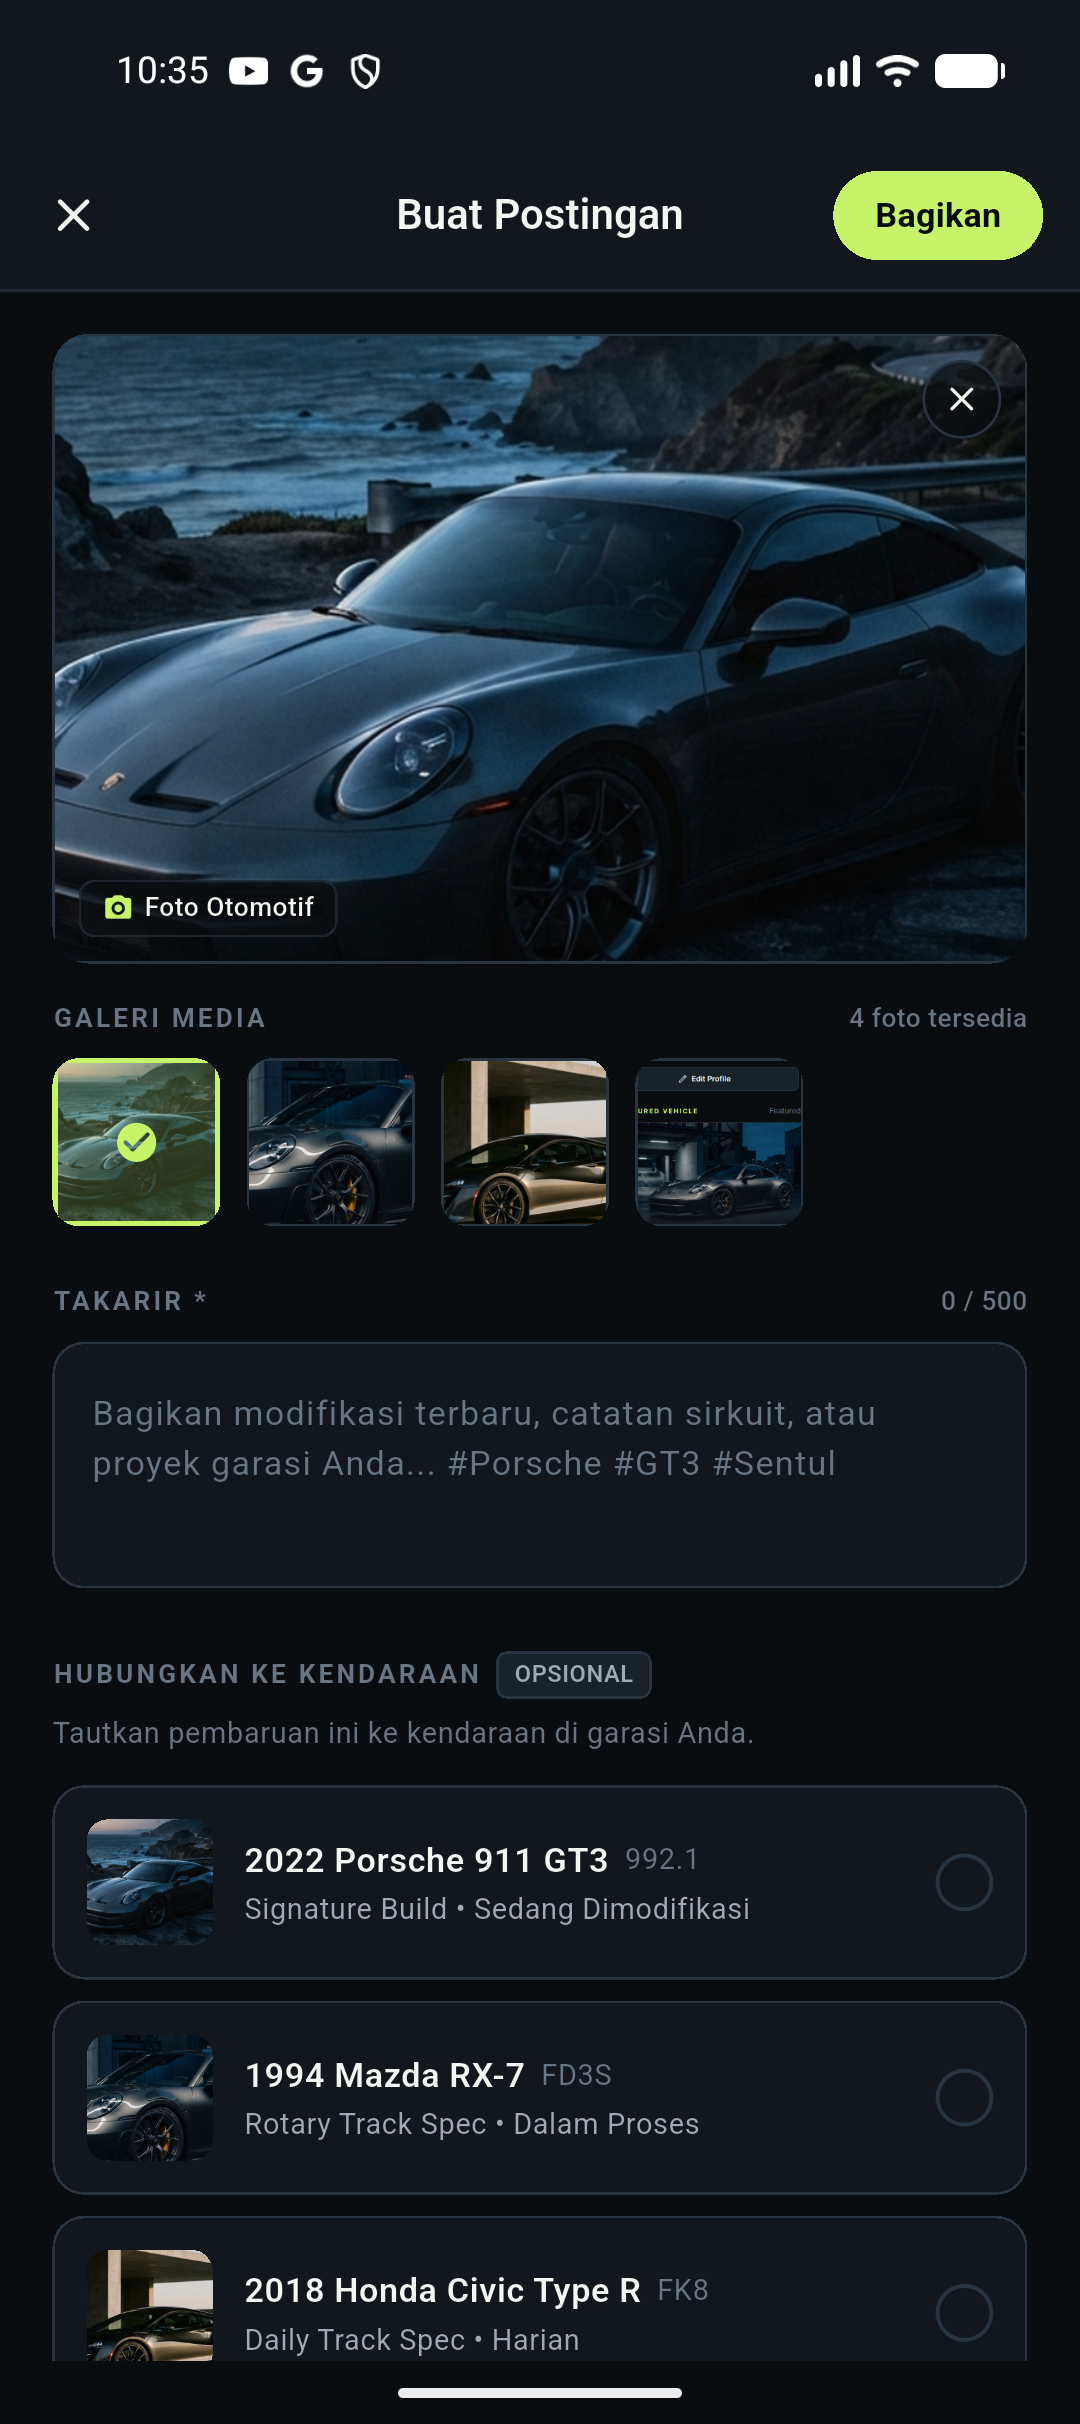 10:35
Buat Postingan
Bagikan
Foto Otomotif
GALERI MEDIA
4 foto tersedia
Edit Profile
URED VEHICLE
Featured
TAKARIR *
0 / 500
Bagikan modifikasi terbaru, catatan sirkuit, atau
proyek garasi Anda... #Porsche #GT3 #Sentul
HUBUNGKAN KE KENDARAAN
OPSIONAL
Tautkan pembaruan ini ke kendaraan di garasi Anda.
2022 Porsche 911 GT3 992.1
Signature Build • Sedang Dimodifikasi
1994 Mazda RX-7 FD3S
Rotary Track Spec • Dalam Proses
2018 Honda Civic Type R FK8
Daily Track Spec • Harian